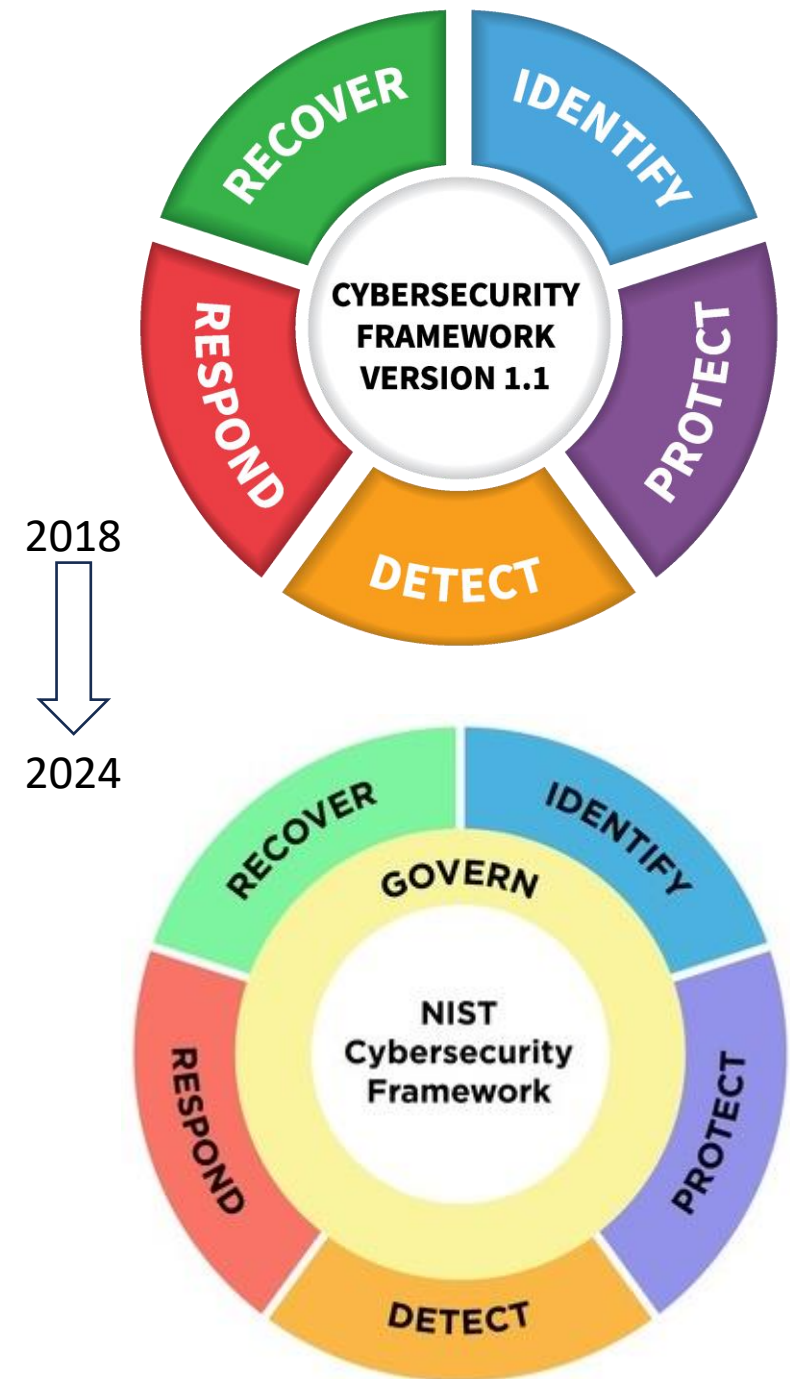 RECOVER
IDENTIFY
CYBERSECURITY
FRAMEWORK
VERSION 1.1
RESPOND
PROTECT
DETECT
2018
2024
RECOVER
IDENTIFY
GOVERN
NIST
Cybersecurity
Framework
RESPOND
PROTECT
DETECT